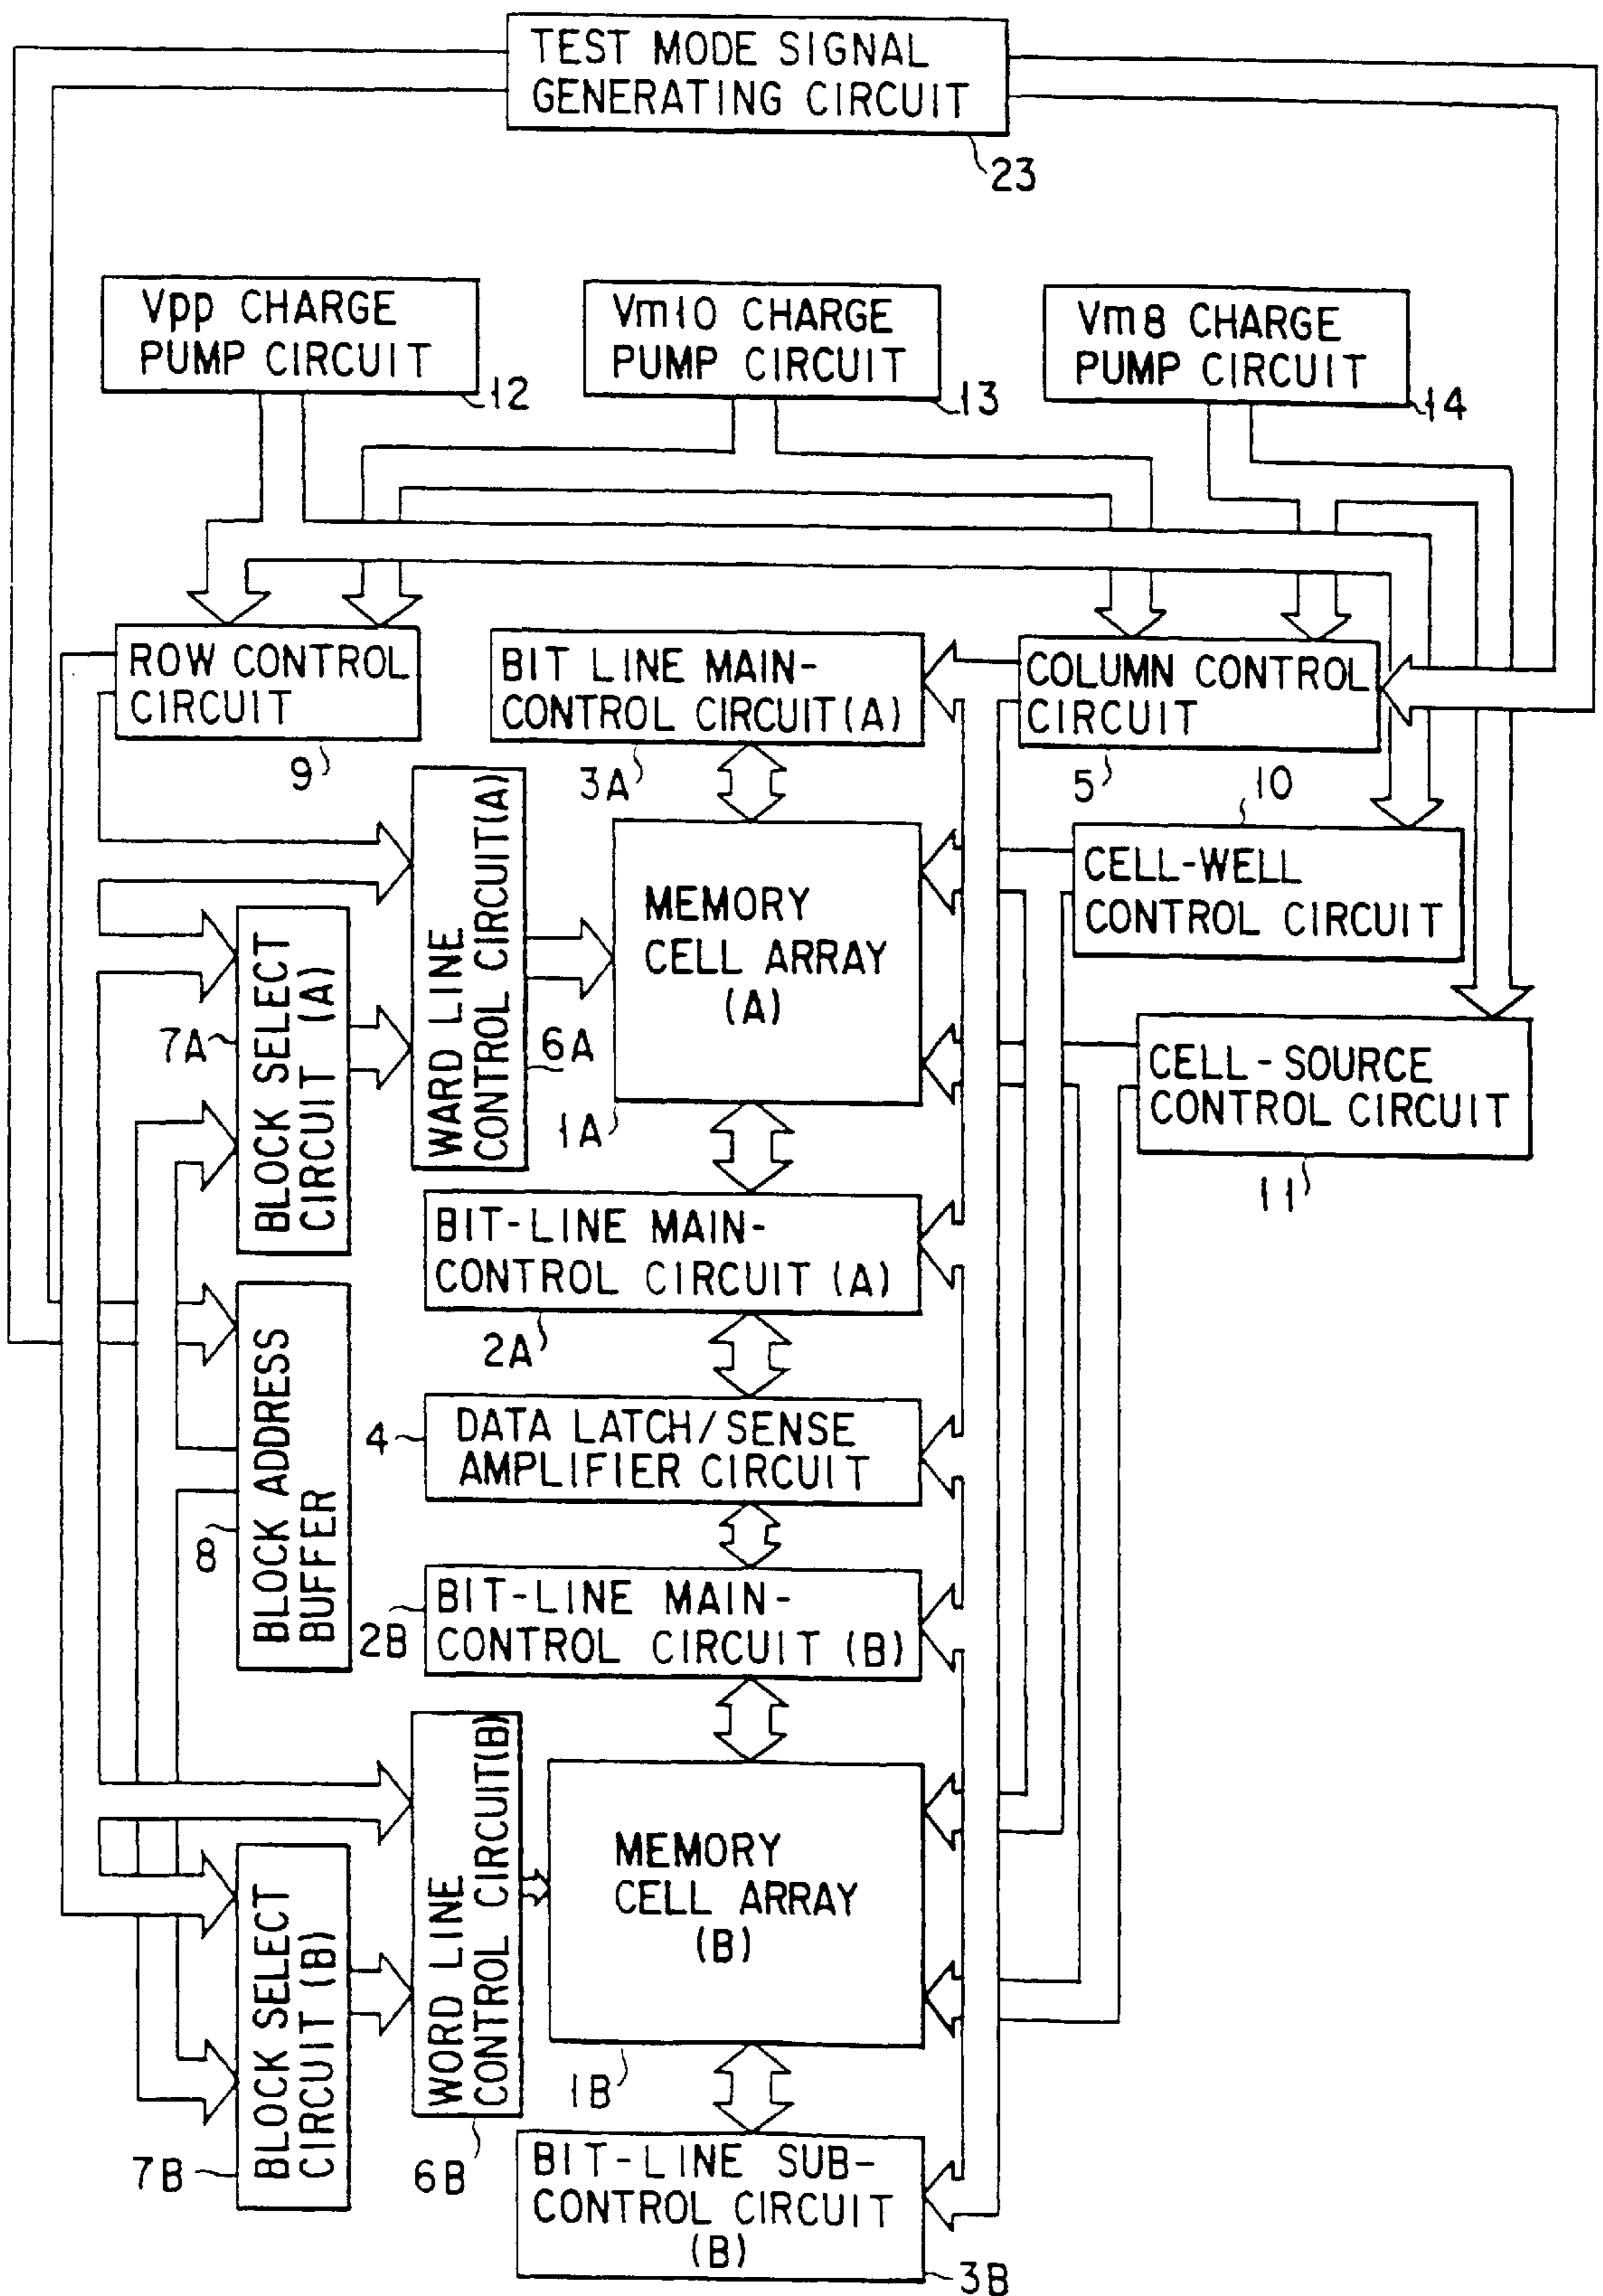 TEST MODE SIGNAL
GENERATING CIRCUIT
23
Vpp CHARGE
PUMP CIRCUIT
12
Vm10 CHARGE
PUMP CIRCUIT
13
Vm8 CHARGE
PUMP CIRCUIT
14
ROW CONTROL
CIRCUIT
9
BIT LINE MAIN-
CONTROL CIRCUIT(A)
3A
COLUMN CONTROL
CIRCUIT
5
10
CELL-WELL
CONTROL CIRCUIT
WARD LINE
CONTROL CIRCUIT(A)
6A
MEMORY
CELL ARRAY
(A)
1A
BLOCK SELECT
CIRCUIT (A)
7A
CELL-SOURCE
CONTROL CIRCUIT
11
BIT-LINE MAIN-
CONTROL CIRCUIT (A)
2A
BLOCK ADDRESS
BUFFER
8
4
DATA LATCH/SENSE
AMPLIFIER CIRCUIT
BIT-LINE MAIN-
CONTROL CIRCUIT (B)
2B
WORD LINE
CONTROL CIRCUIT(B)
6B
MEMORY
CELL ARRAY
(B)
1B
BLOCK SELECT
CIRCUIT (B)
7B
BIT-LINE SUB-
CONTROL CIRCUIT
(B)
3B